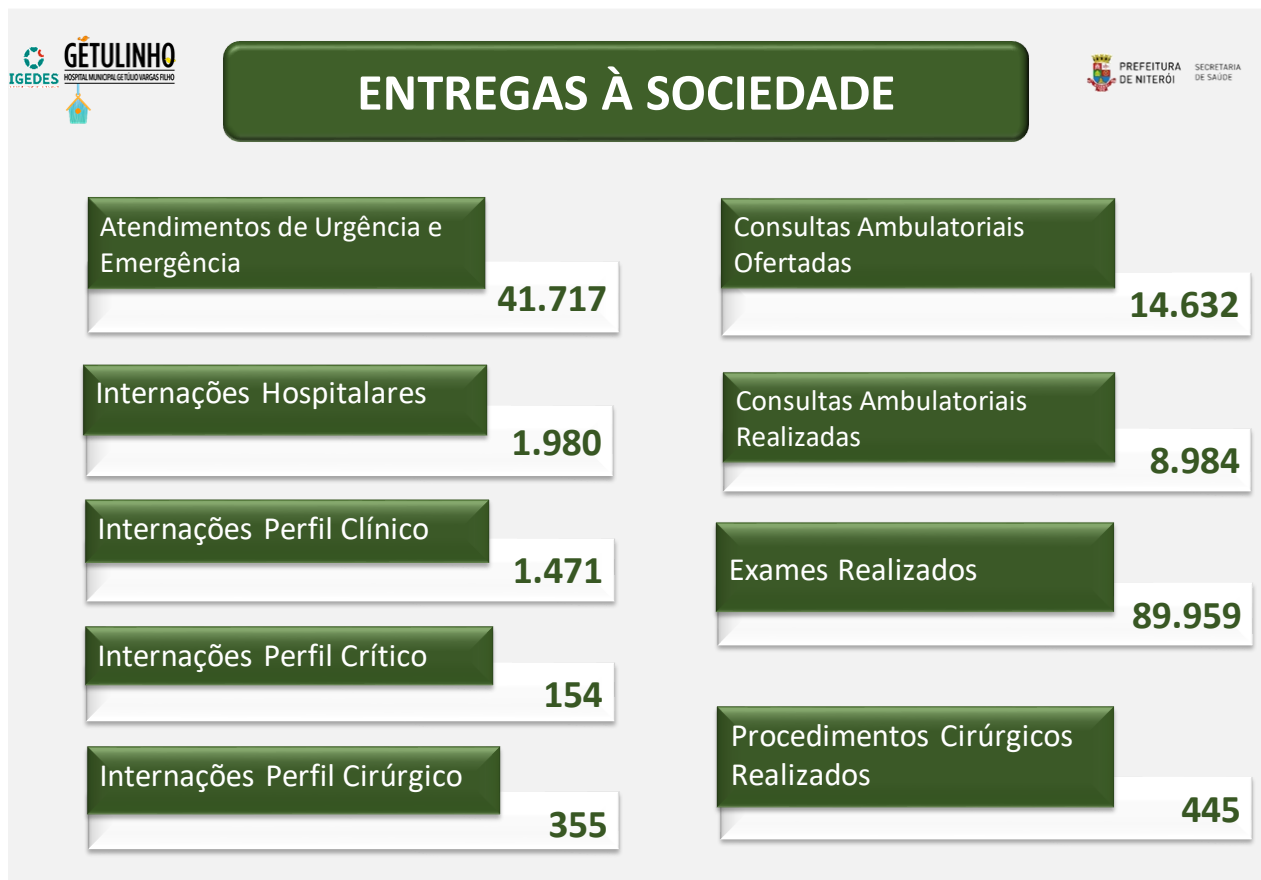 IGEDES
GETULINHO
HOSPITAL MUNICIPAL GETÚLIO VARGAS FILHO
ENTREGAS À SOCIEDADE
PREFEITURA
DE NITERÓI
SECRETARIA
DE SAÚDE
Atendimentos de Urgência e
Emergência
41.717
Internações Hospitalares
1.980
Internações Perfil Clínico
1.471
Internações Perfil Crítico
154
Internações Perfil Cirúrgico
355
Consultas Ambulatoriais
Ofertadas
14.632
Consultas Ambulatoriais
Realizadas
8.984
Exames Realizados
89.959
Procedimentos Cirúrgicos
Realizados
445